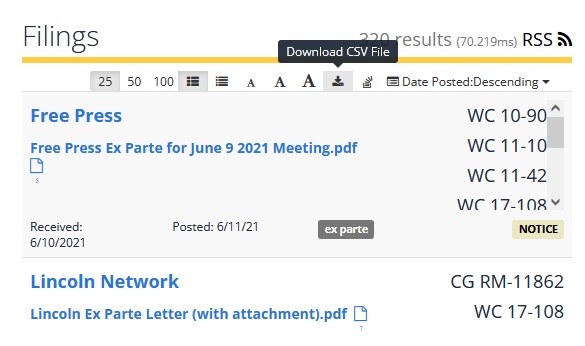 Filings
320 results (70.219ms) RSS
Download CSV File
25 50 100 A A A Date Posted:Descending
Free Press
WC 10-90
Free Press Ex Parte for June 9 2021 Meeting.pdf
WC 11-10
WC 11-42
WC 17-108
Received:
6/10/2021
Posted: 6/11/21
ex parte
NOTICE
Lincoln Network
CG RM-11862
Lincoln Ex Parte Letter (with attachment).pdf
WC 17-108